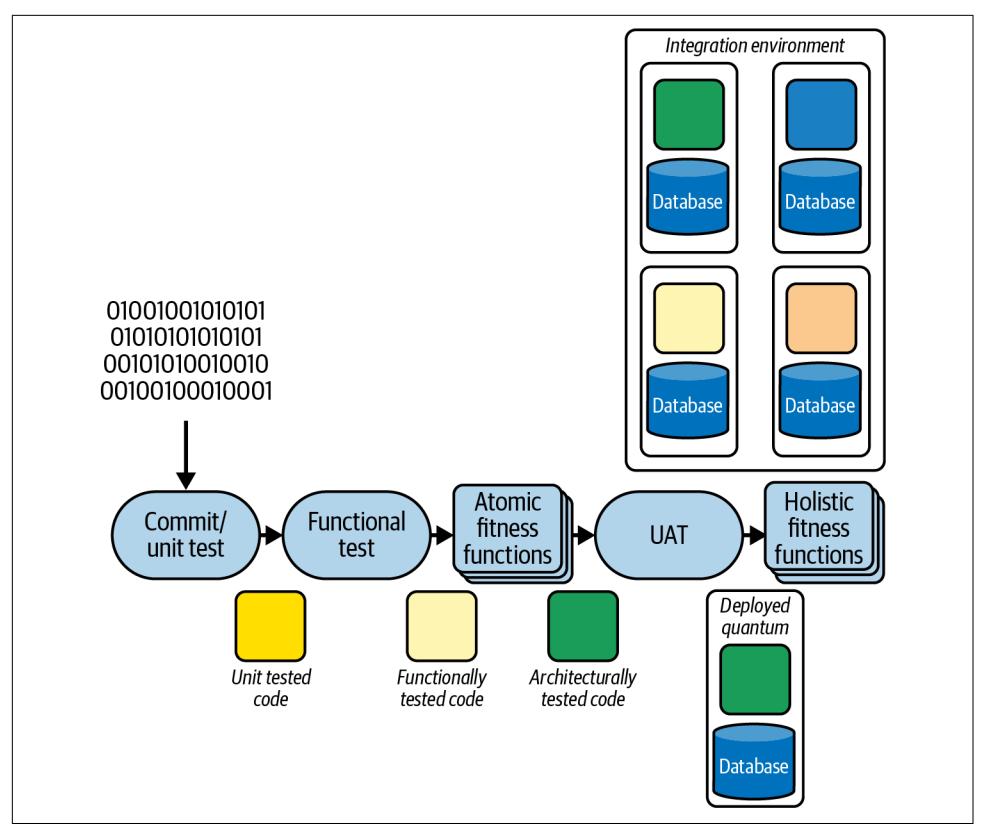 Integration environment
Database
Database
Database
Database
01001001010101
01010101010101
00101010010010
00100100010001
Commit/
unit test
Functional
test
Atomic
fitness
functions
UAT
Holistic
fitness
functions
Unit tested
code
Functionally
tested code
Architecturally
tested code
Deployed
quantum
Database